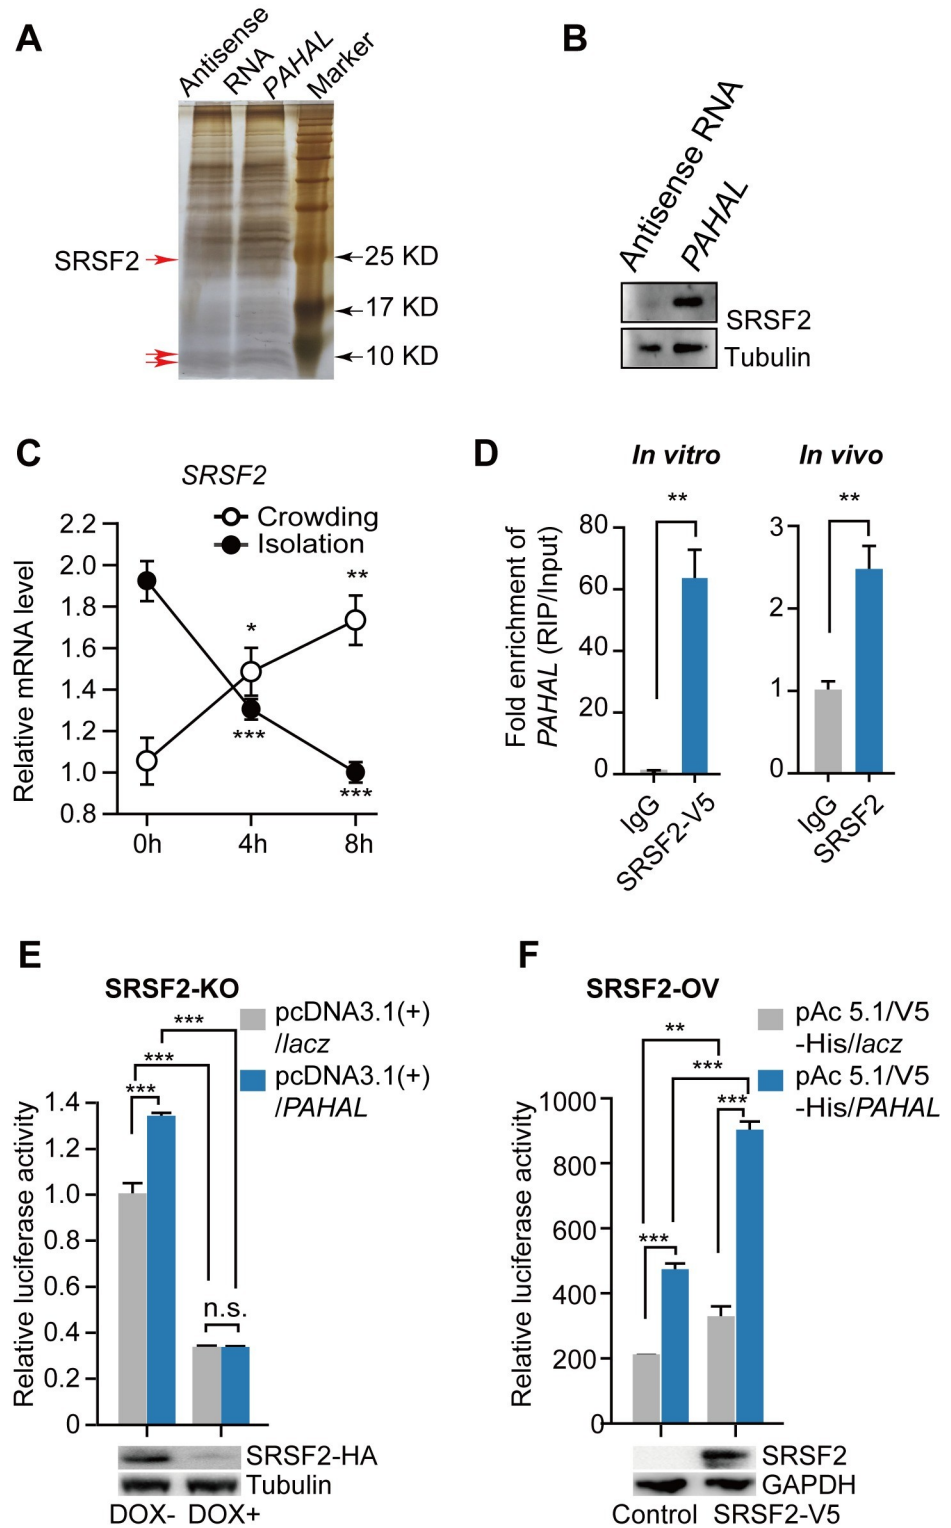 A
Antisense
RNA
PAHAL
Marker
SRSF2
25 KD
17 KD
10 KD
B
Antisense RNA
PAHAL
SRSF2
Tubulin
C
SRSF2
Crowding
Isolation
Relative mRNA level
2.2
2.0
1.8
1.6
1.4
1.2
1.0
0.8
*
**
***
***
0h
4h
8h
D
In vitro
In vivo
Fold enrichment of
PAHAL (RIP/Input)
80
60
40
20
0
**
IgG
SRSF2-V5
3
2
1
0
**
IgG
SRSF2
E
SRSF2-KO
pcDNA3.1(+)
/lacz
pcDNA3.1(+)
/PAHAL
***
***
***
n.s.
Relative luciferase activity
1.4
1.2
1.0
0.8
0.6
0.4
0.2
0
SRSF2-HA
Tubulin
DOX- DOX+
F
SRSF2-OV
pAc 5.1/V5
-His/lacz
pAc 5.1/V5
-His/PAHAL
**
***
***
***
Relative luciferase activity
1000
800
600
400
200
0
SRSF2
GAPDH
Control SRSF2-V5